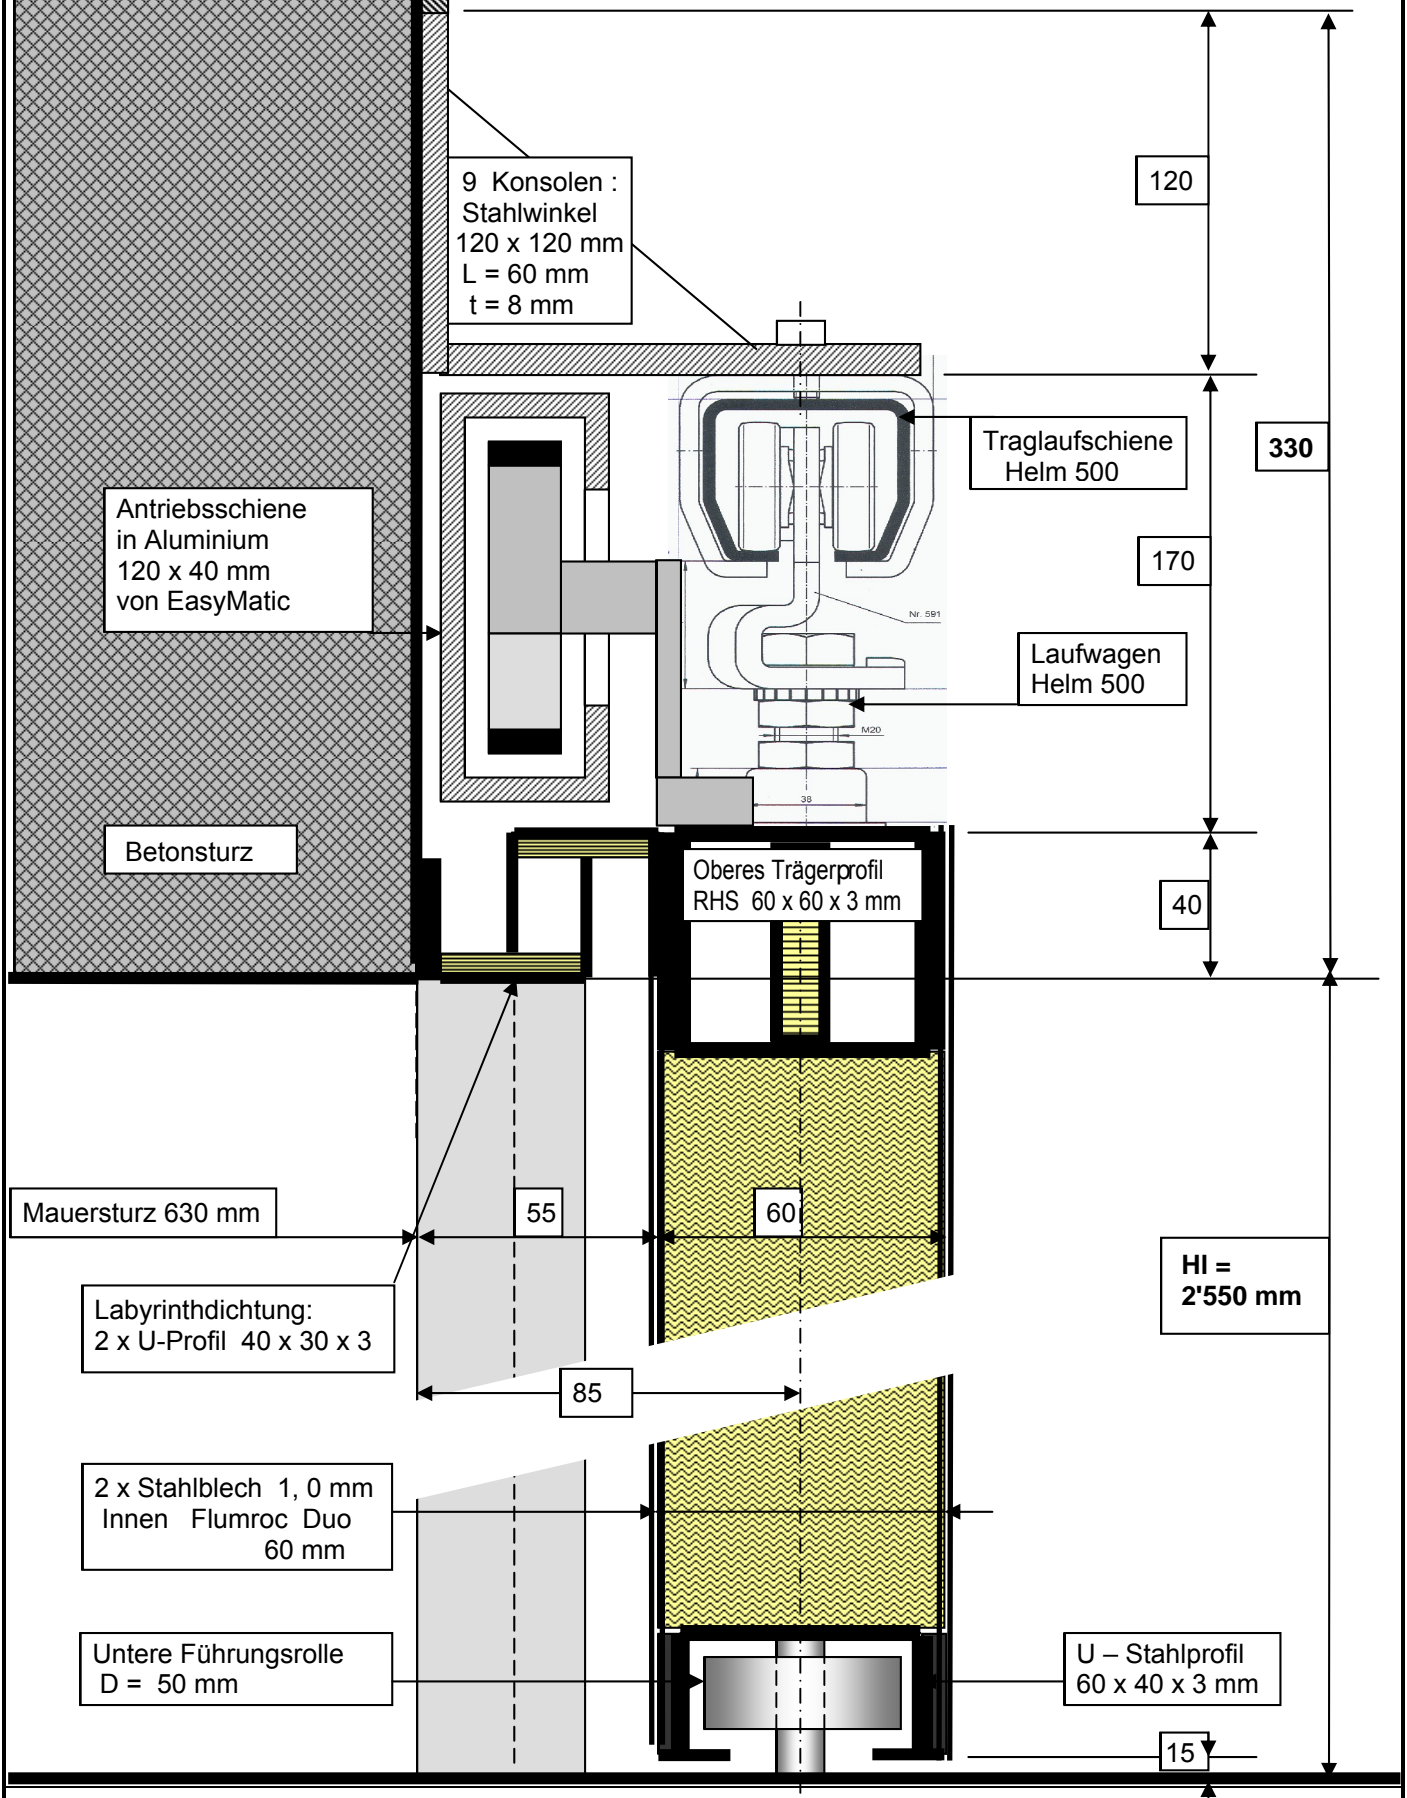 120
9 Konsolen :
Stahlwinkel
120 x 120 mm
L = 60 mm
t = 8 mm
Traglaufschiene
Helm 500
330
Antriebsschiene
in Aluminium
120 x 40 mm
von EasyMatic
170
Nr. 591
Laufwagen
Helm 500
M20
38
Betonsturz
Oberes Trägerprofil
RHS 60 x 60 x 3 mm
40
Mauersturz 630 mm
55
60
HI =
2'550 mm
Labyrinthdichtung:
2 x U-Profil 40 x 30 x 3
85
2 x Stahlblech 1, 0 mm
Innen Flumroc Duo
60 mm
Untere Führungsrolle
D = 50 mm
U – Stahlprofil
60 x 40 x 3 mm
15